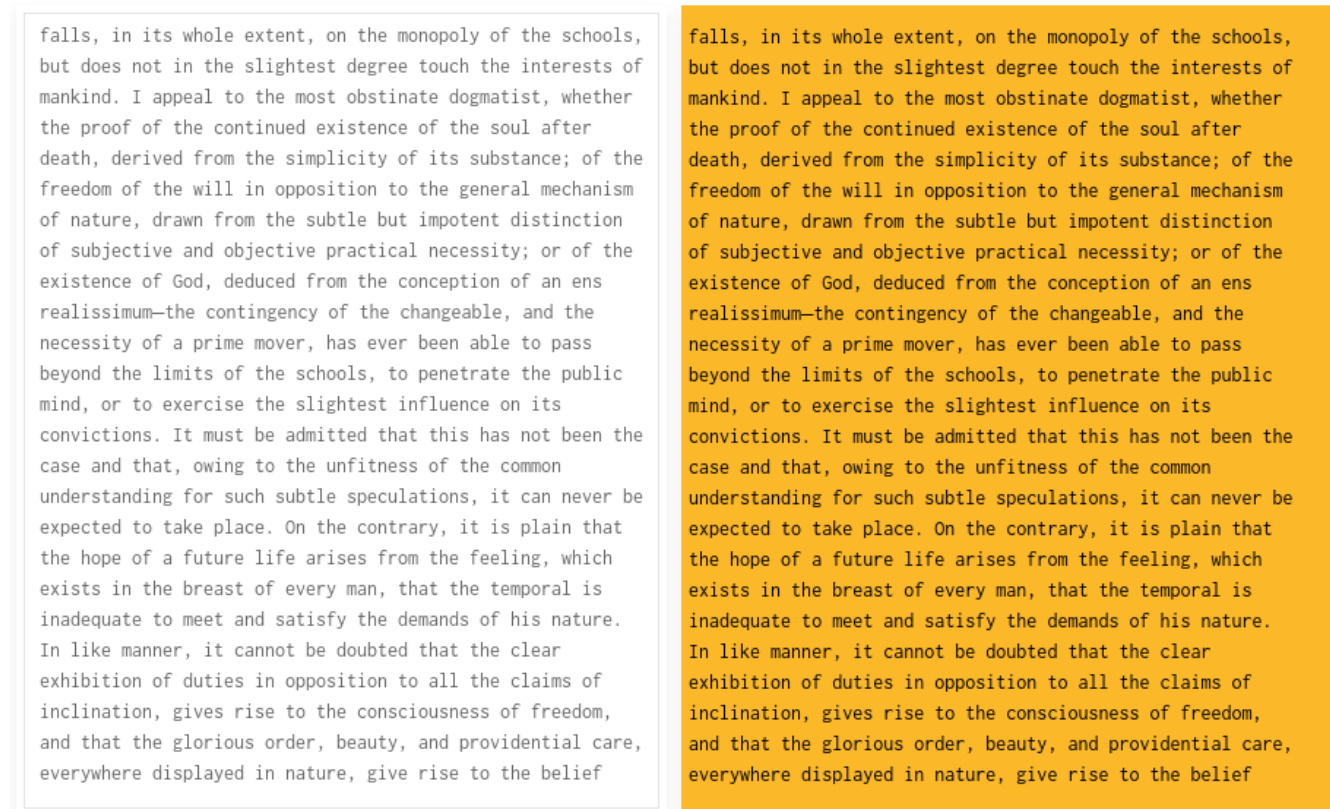 falls, in its whole extent, on the monopoly of the schools,
but does not in the slightest degree touch the interests of
mankind. I appeal to the most obstinate dogmatist, whether
the proof of the continued existence of the soul after
death, derived from the simplicity of its substance; of the
freedom of the will in opposition to the general mechanism
of nature, drawn from the subtle but impotent distinction
of subjective and objective practical necessity; or of the
existence of God, deduced from the conception of an ens
realissimum—the contingency of the changeable, and the
necessity of a prime mover, has ever been able to pass
beyond the limits of the schools, to penetrate the public
mind, or to exercise the slightest influence on its
convictions. It must be admitted that this has not been the
case and that, owing to the unfitness of the common
understanding for such subtle speculations, it can never be
expected to take place. On the contrary, it is plain that
the hope of a future life arises from the feeling, which
exists in the breast of every man, that the temporal is
inadequate to meet and satisfy the demands of his nature.
In like manner, it cannot be doubted that the clear
exhibition of duties in opposition to all the claims of
inclination, gives rise to the consciousness of freedom,
and that the glorious order, beauty, and providential care,
everywhere displayed in nature, give rise to the belief
falls, in its whole extent, on the monopoly of the schools,
but does not in the slightest degree touch the interests of
mankind. I appeal to the most obstinate dogmatist, whether
the proof of the continued existence of the soul after
death, derived from the simplicity of its substance; of the
freedom of the will in opposition to the general mechanism
of nature, drawn from the subtle but impotent distinction
of subjective and objective practical necessity; or of the
existence of God, deduced from the conception of an ens
realissimum—the contingency of the changeable, and the
necessity of a prime mover, has ever been able to pass
beyond the limits of the schools, to penetrate the public
mind, or to exercise the slightest influence on its
convictions. It must be admitted that this has not been the
case and that, owing to the unfitness of the common
understanding for such subtle speculations, it can never be
expected to take place. On the contrary, it is plain that
the hope of a future life arises from the feeling, which
exists in the breast of every man, that the temporal is
inadequate to meet and satisfy the demands of his nature.
In like manner, it cannot be doubted that the clear
exhibition of duties in opposition to all the claims of
inclination, gives rise to the consciousness of freedom,
and that the glorious order, beauty, and providential care,
everywhere displayed in nature, give rise to the belief